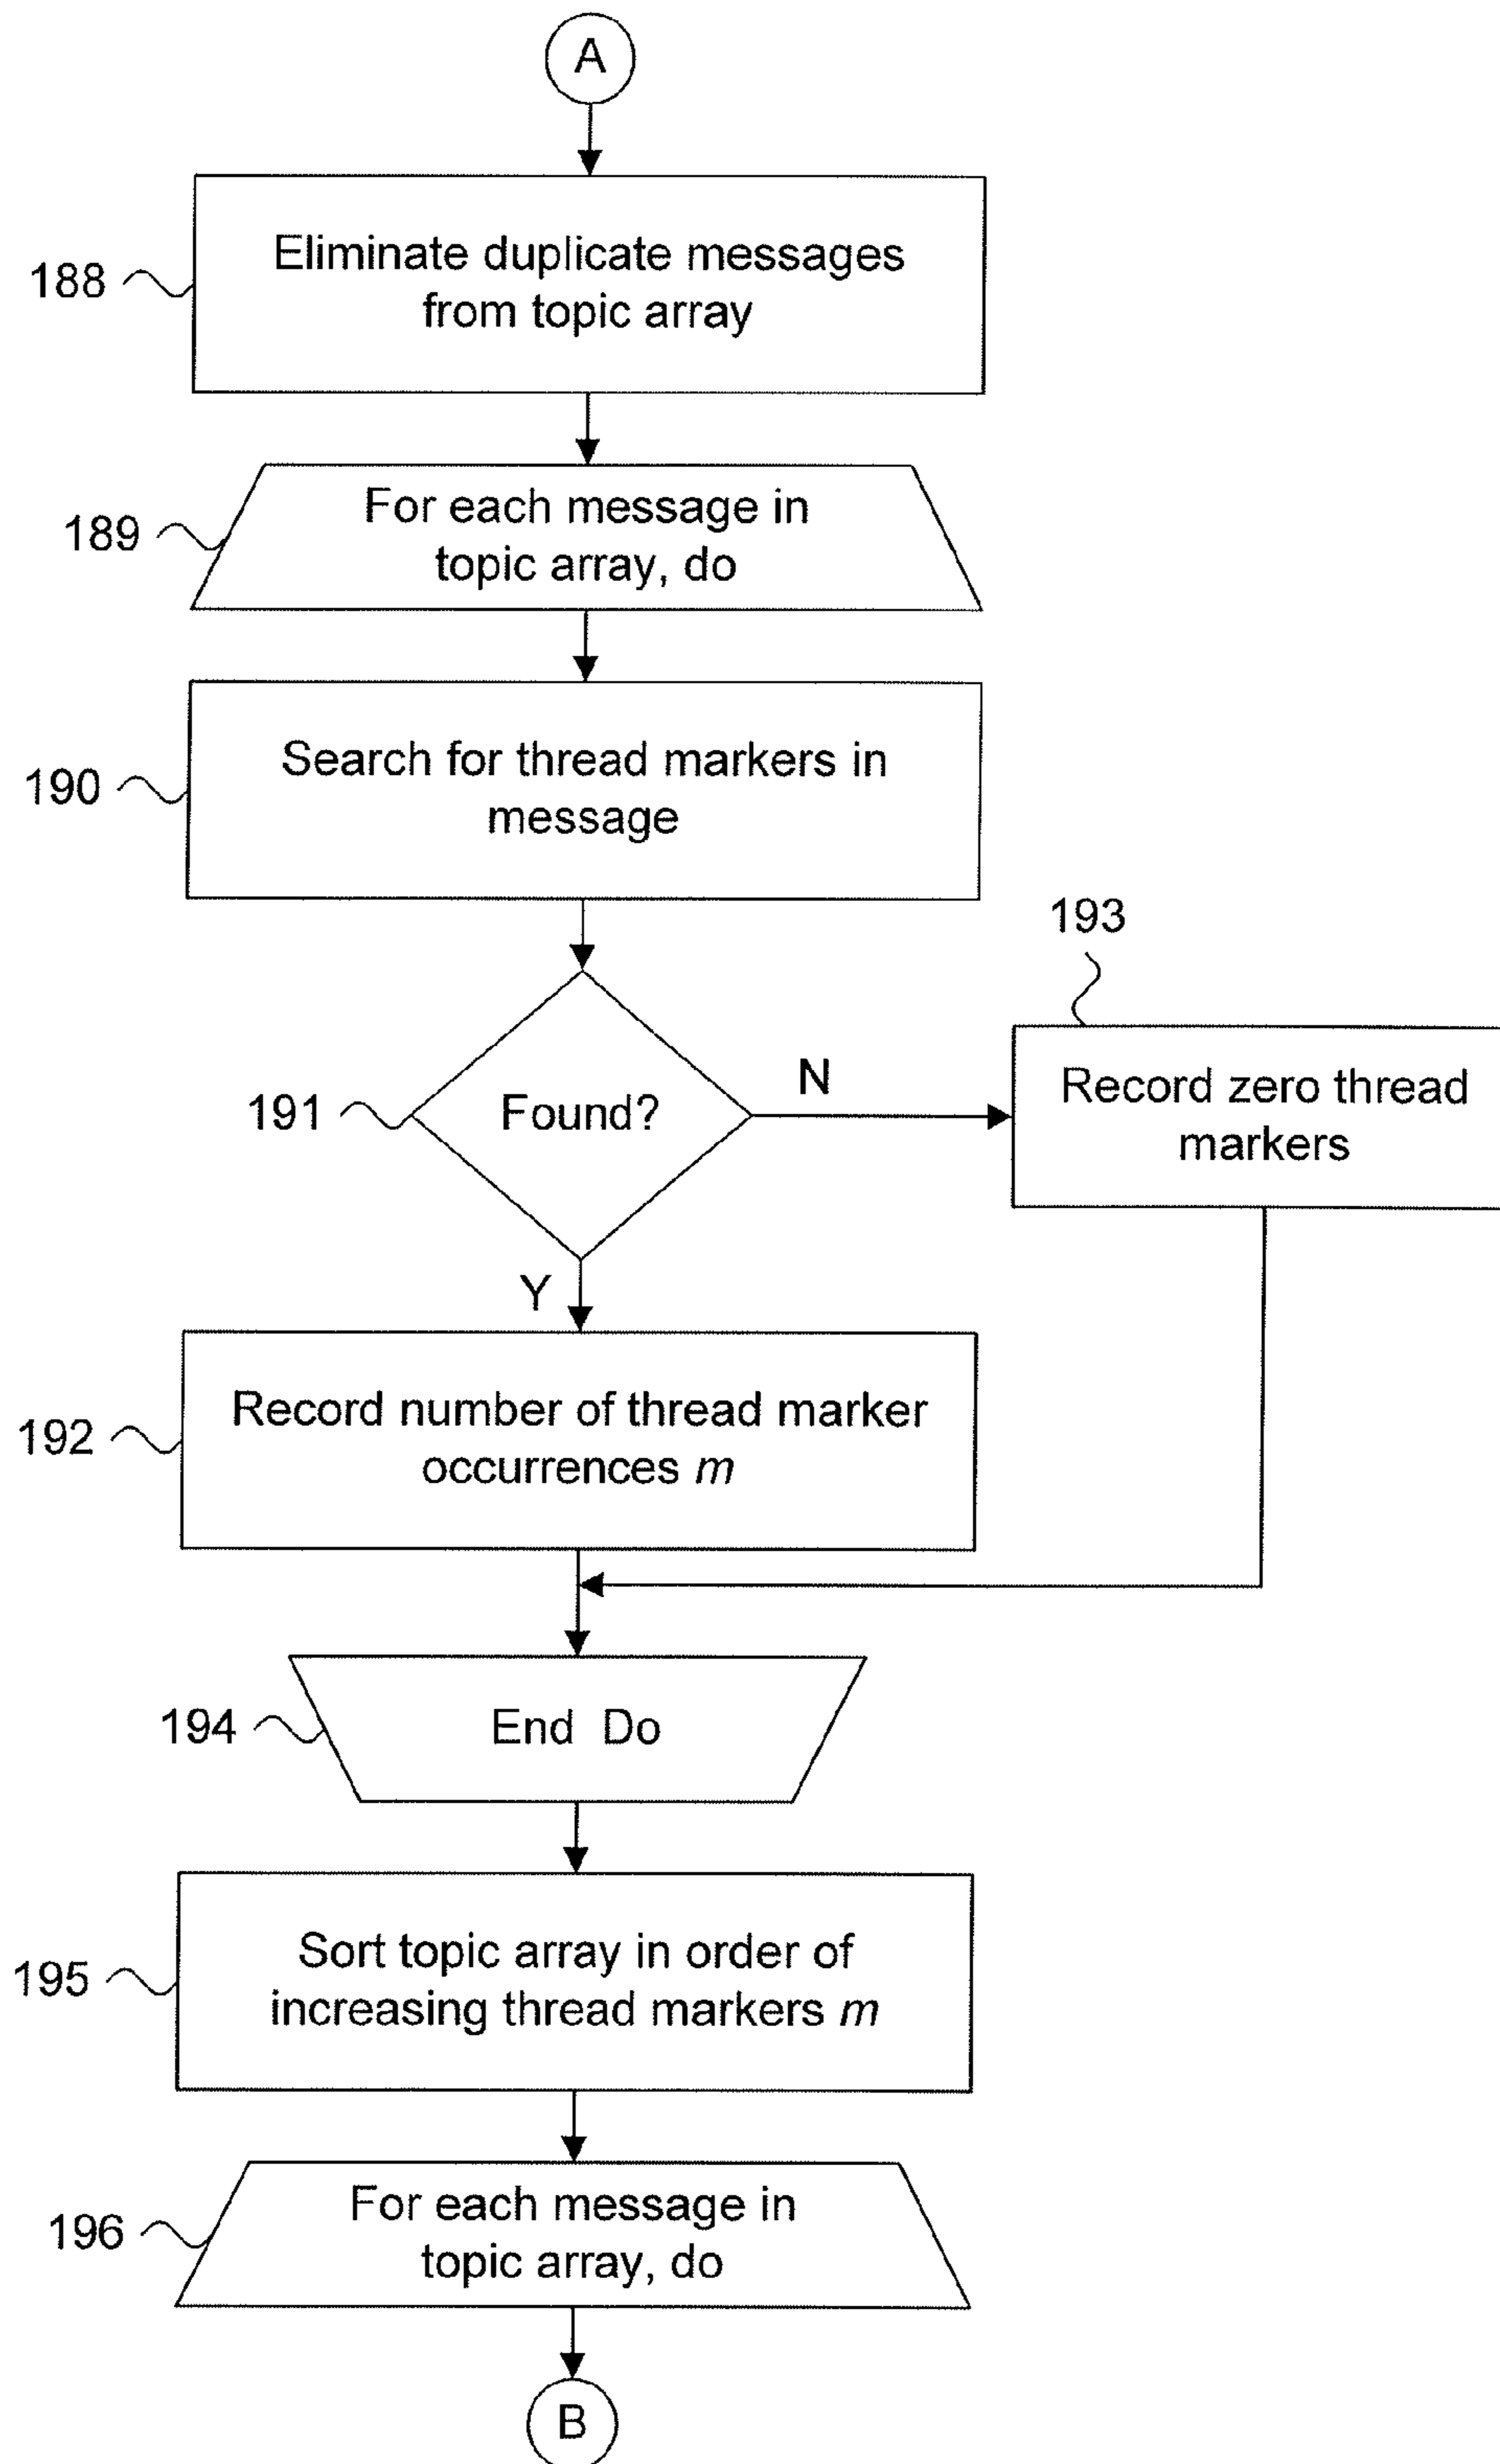 A
188
Eliminate duplicate messages
from topic array
189
For each message in
topic array, do
190
Search for thread markers in
message
191
Found?
N
193
Record zero thread
markers
Y
192
Record number of thread marker
occurrences m
194
End Do
195
Sort topic array in order of
increasing thread markers m
196
For each message in
topic array, do
B